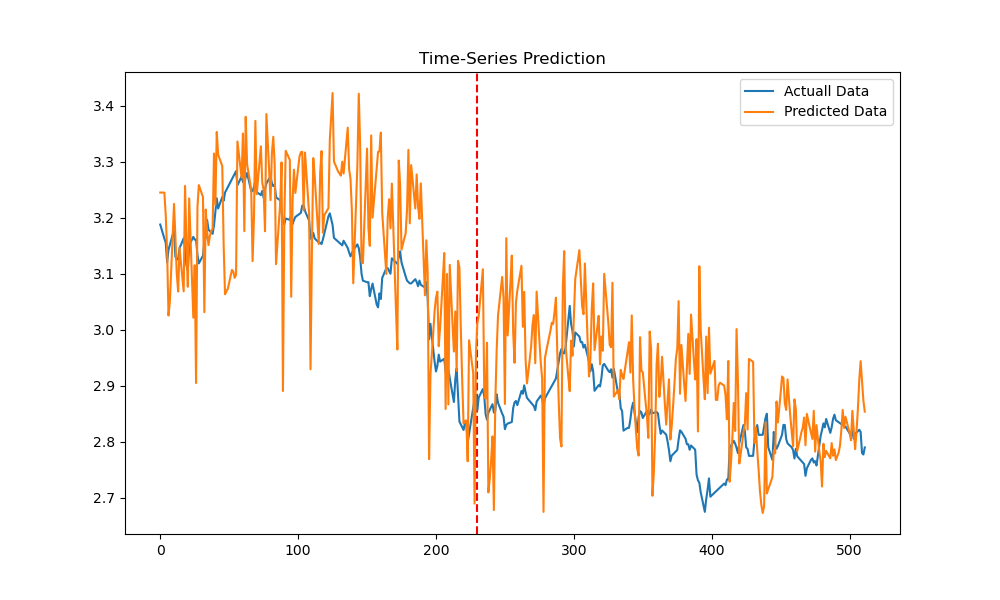 Time-Series Prediction
Actuall Data
Predicted Data
3.4
3.3
3.2
3.1
3.0
2.9
2.8
2.7
0 100 200 300 400 500